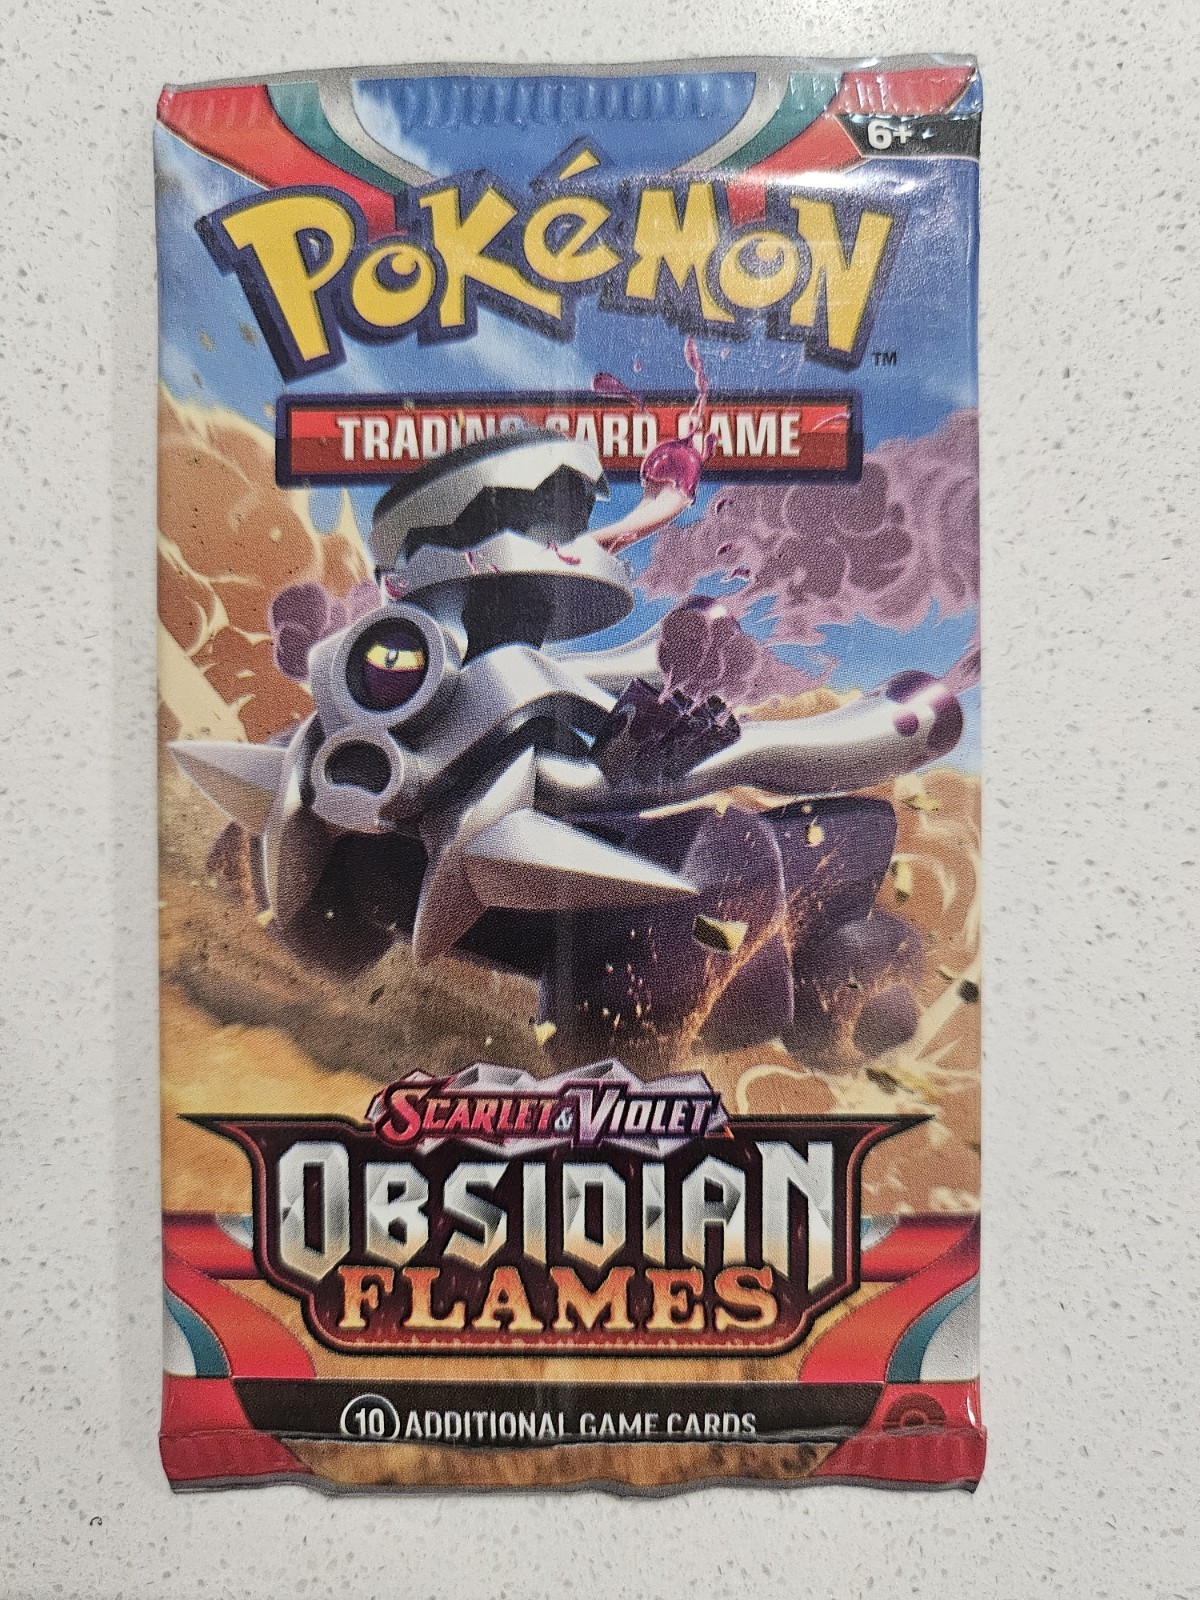 6+
POKéMON
TM
TRADING CARD GAME
SCARLET & VIOLET
OBSIDIAN
FLAMES
10 ADDITIONAL GAME CARDS